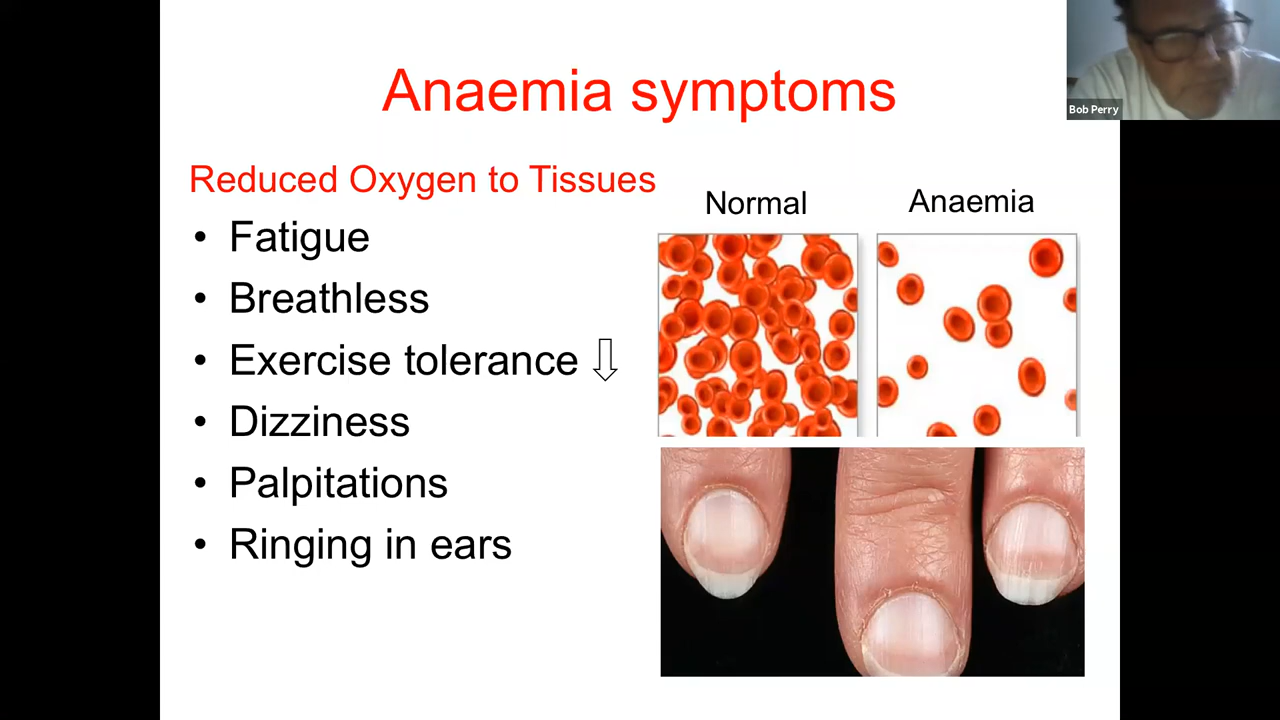 Anaemia symptoms
Bob Perry
Reduced Oxygen to Tissues
Normal
Anaemia
• Fatigue
• Breathless
• Exercise tolerance ⇩
• Dizziness
• Palpitations
• Ringing in ears